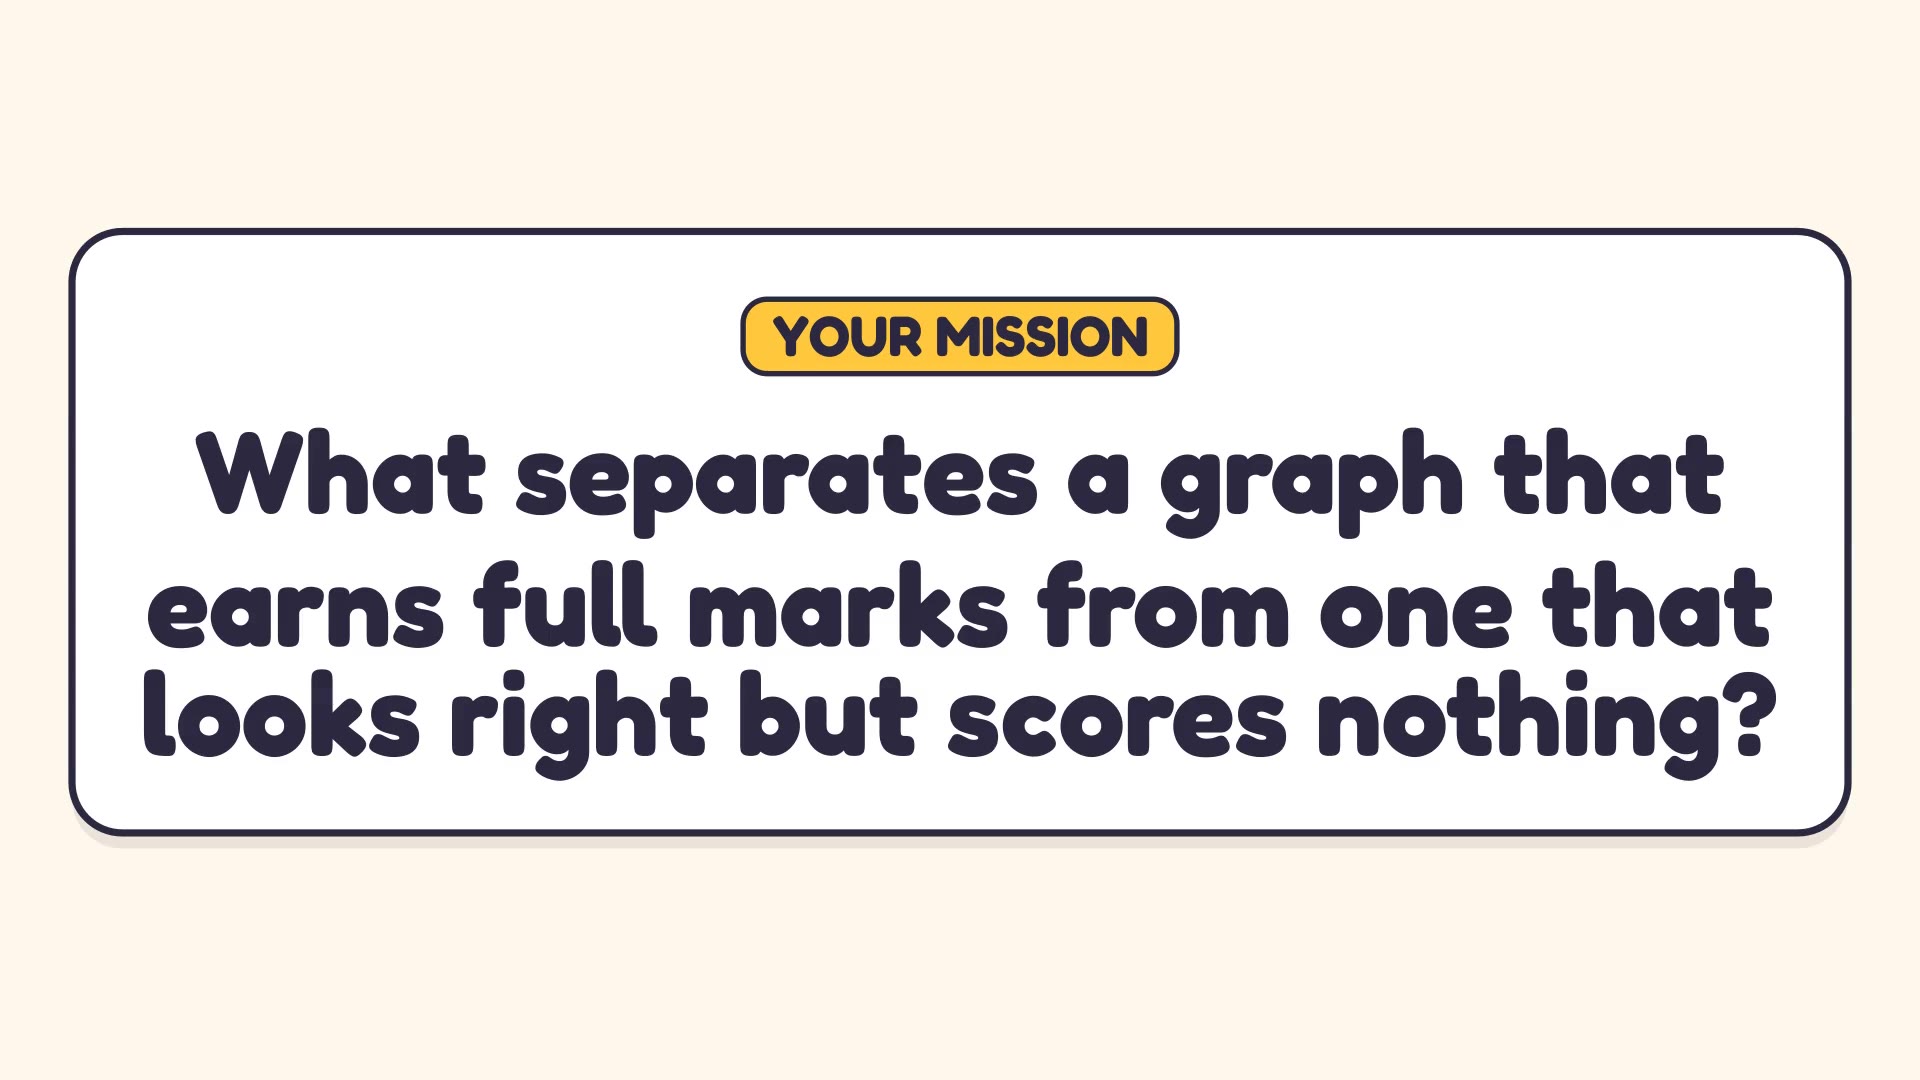 YOUR MISSION
What separates a graph that
earns full marks from one that
looks right but scores nothing?